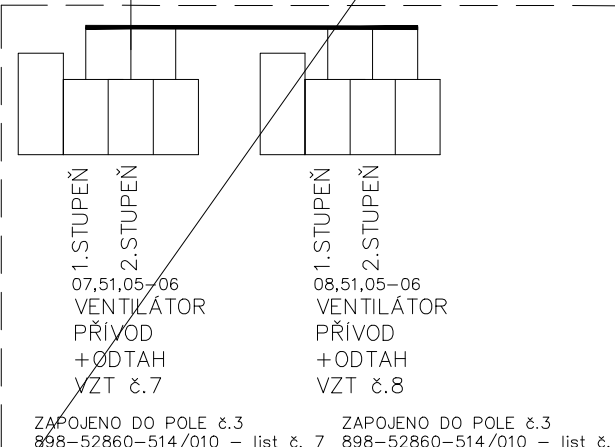 1.STUPEŇ
2.STUPEŇ
07,51,05-06
VENTILÁTOR
PŘÍVOD
+ODTAH
VZT č.7
ZAPOJENO DO POLE č.3
898-52860-514/010 - list č. 7
1.STUPEŇ
2.STUPEŇ
08,51,05-06
VENTILÁTOR
PŘÍVOD
+ODTAH
VZT č.8
ZAPOJENO DO POLE č.3
898-52860-514/010 - list č.